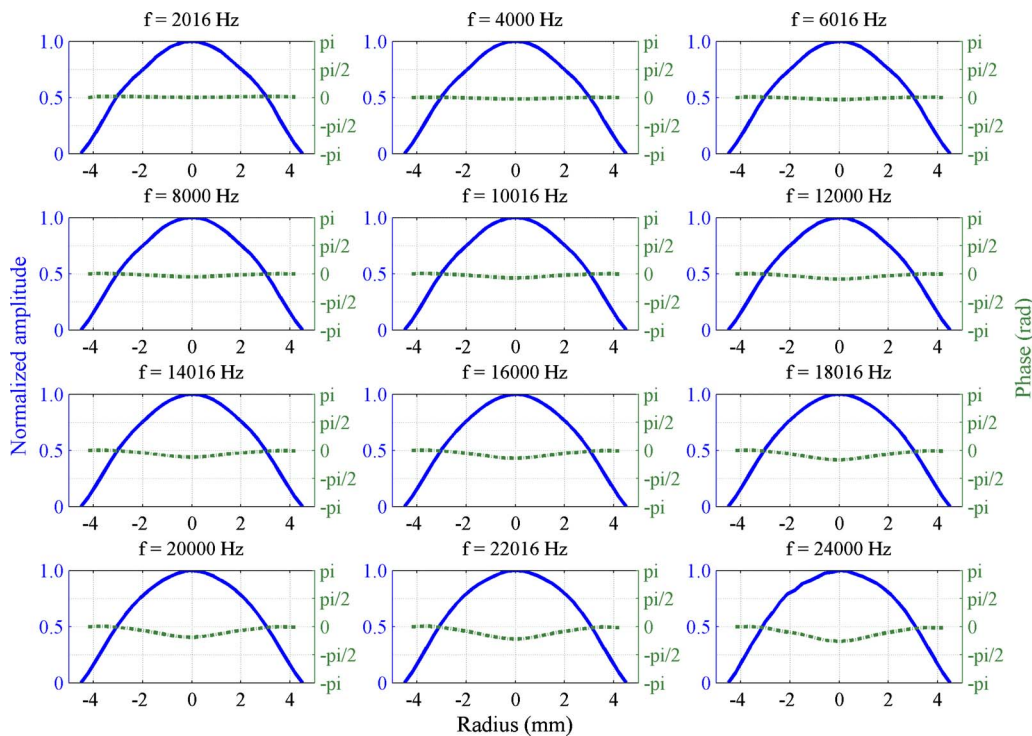 f = 2016 Hz
f = 4000 Hz
f = 6016 Hz
1.0
0.5
0
pi
pi/2
0
-pi/2
-pi
-4 -2 0 2 4
1.0
0.5
0
pi
pi/2
0
-pi/2
-pi
-4 -2 0 2 4
1.0
0.5
0
pi
pi/2
0
-pi/2
-pi
-4 -2 0 2 4
f = 8000 Hz
f = 10016 Hz
f = 12000 Hz
1.0
0.5
0
pi
pi/2
0
-pi/2
-pi
-4 -2 0 2 4
1.0
0.5
0
pi
pi/2
0
-pi/2
-pi
-4 -2 0 2 4
1.0
0.5
0
pi
pi/2
0
-pi/2
-pi
-4 -2 0 2 4
Normalized amplitude
Phase (rad)
f = 14016 Hz
f = 16000 Hz
f = 18016 Hz
1.0
0.5
0
pi
pi/2
0
-pi/2
-pi
-4 -2 0 2 4
1.0
0.5
0
pi
pi/2
0
-pi/2
-pi
-4 -2 0 2 4
1.0
0.5
0
pi
pi/2
0
-pi/2
-pi
-4 -2 0 2 4
f = 20000 Hz
f = 22016 Hz
f = 24000 Hz
1.0
0.5
0
pi
pi/2
0
-pi/2
-pi
-4 -2 0 2 4
1.0
0.5
0
pi
pi/2
0
-pi/2
-pi
-4 -2 0 2 4
1.0
0.5
0
pi
pi/2
0
-pi/2
-pi
-4 -2 0 2 4
Radius (mm)